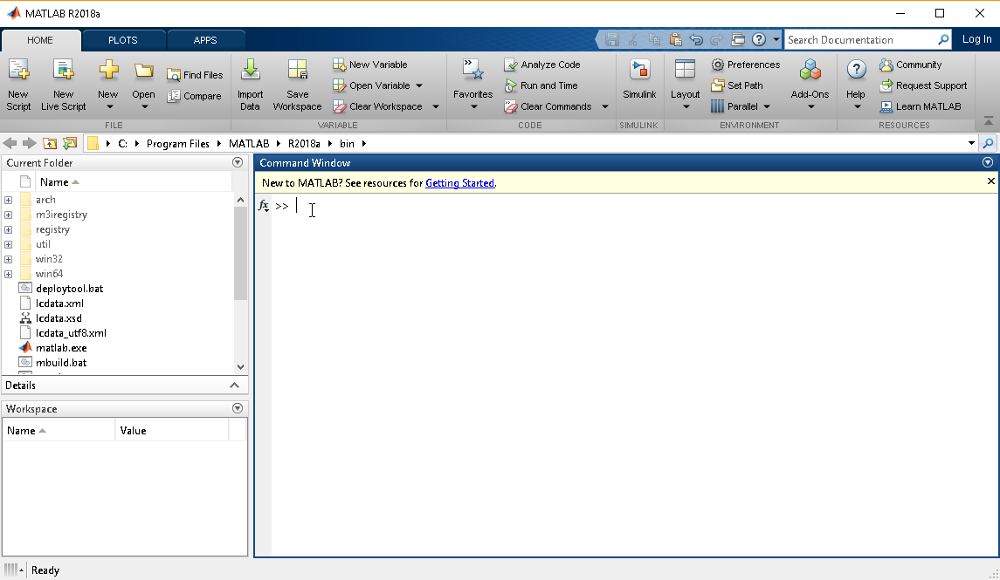 MATLAB R2018a
HOME PLOTS APPS Search Documentation Log In
New Script
New Live Script
New
Open
Find Files
Compare
FILE
Import Data
Save Workspace
New Variable
Open Variable
Clear Workspace
VARIABLE
Favorites
Analyze Code
Run and Time
Clear Commands
CODE
Simulink
SIMULINK
Layout
Preferences
Set Path
Parallel
Add-Ons
ENVIRONMENT
Help
Community
Request Support
Learn MATLAB
RESOURCES
C: Program Files MATLAB R2018a bin
Current Folder
Name
arch
m3iregistry
registry
util
win32
win64
deploytool.bat
lcdata.xml
lcdata.xsd
lcdata_utf8.xml
matlab.exe
mbuild.bat
Details
Workspace
Name Value
Command Window
New to MATLAB? See resources for Getting Started.
fx >>
Ready